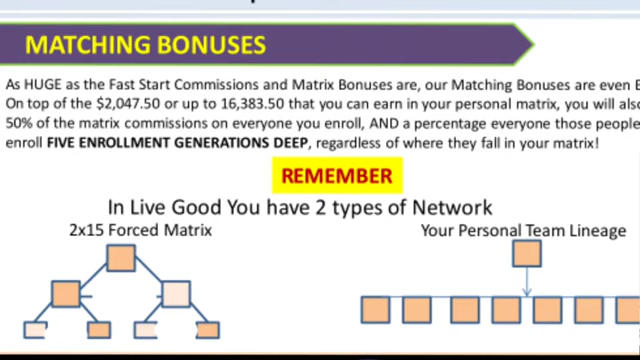 MATCHING BONUSES
As HUGE as the Fast Start Commissions and Matrix Bonuses are, our Matching Bonuses are even
On top of the $2,047.50 or up to 16,383.50 that you can earn in your personal matrix, you will
50% of the matrix commissions on everyone you enroll, AND a percentage everyone those people
enroll FIVE ENROLLMENT GENERATIONS DEEP, regardless of where they fall in your matrix!
REMEMBER
In Live Good You have 2 types of Network
2x15 Forced Matrix
Your Personal Team Lineage